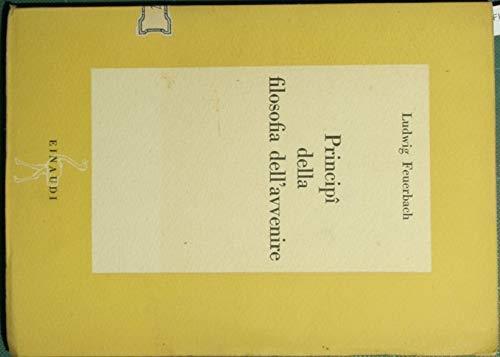 Ludwig Feuerbach
Principî
della
filosofia dell'avvenire
EINAUDI